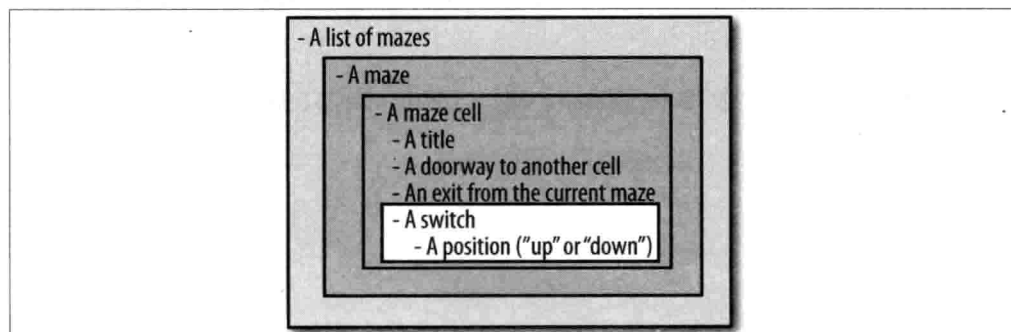 - A list of mazes
- A maze
- A maze cell
- A title
- A doorway to another cell
- An exit from the current maze
- A switch
- A position ("up" or "down")